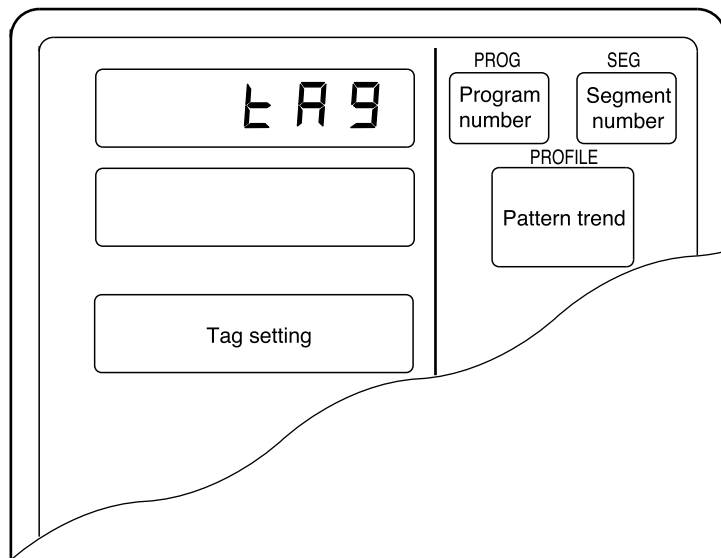 tAg
PROG
SEG
Program
number
Segment
number
PROFILE
Pattern trend
Tag setting